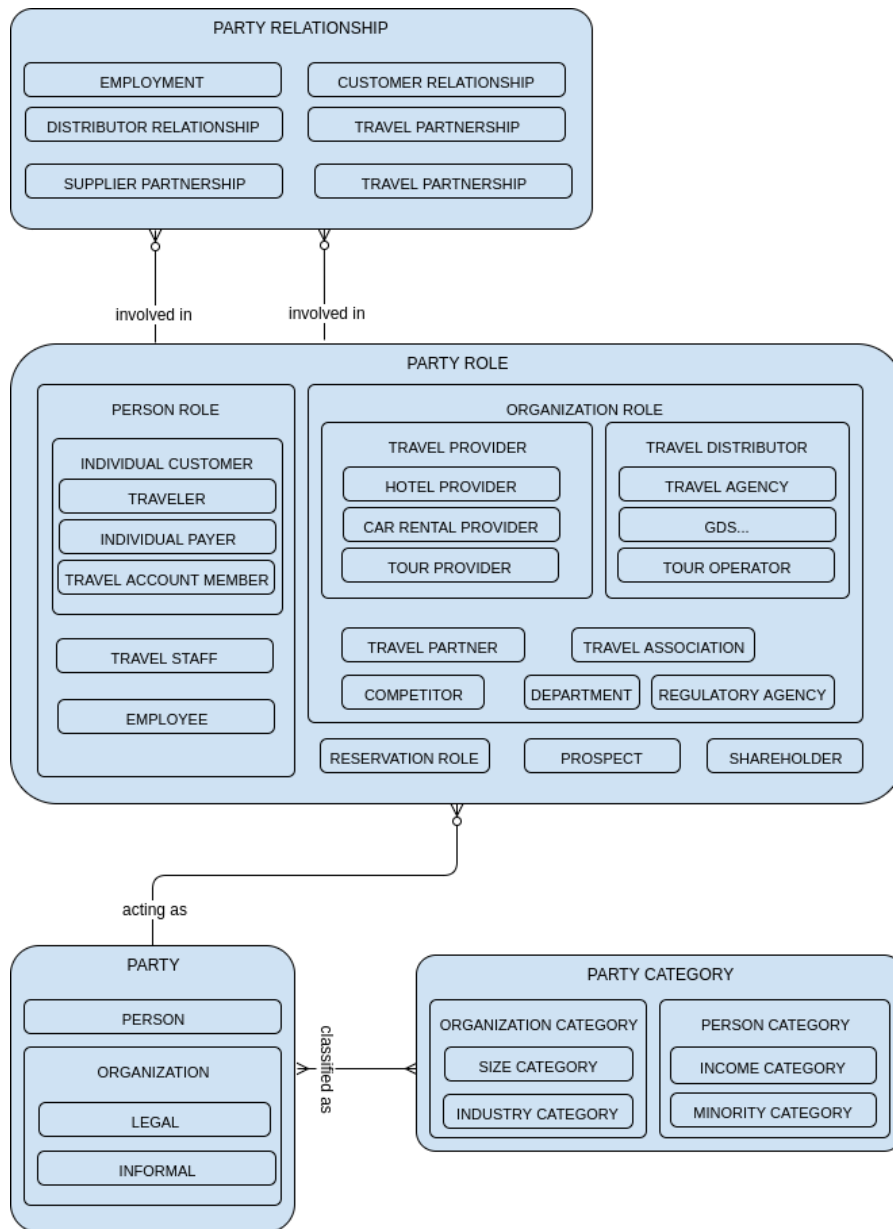 PARTY RELATIONSHIP
EMPLOYMENT
CUSTOMER RELATIONSHIP
DISTRIBUTOR RELATIONSHIP
TRAVEL PARTNERSHIP
SUPPLIER PARTNERSHIP
TRAVEL PARTNERSHIP
involved in
involved in
PARTY ROLE
PERSON ROLE
INDIVIDUAL CUSTOMER
TRAVELER
INDIVIDUAL PAYER
TRAVEL ACCOUNT MEMBER
TRAVEL STAFF
EMPLOYEE
ORGANIZATION ROLE
TRAVEL PROVIDER
HOTEL PROVIDER
CAR RENTAL PROVIDER
TOUR PROVIDER
TRAVEL DISTRIBUTOR
TRAVEL AGENCY
GDS...
TOUR OPERATOR
TRAVEL PARTNER
TRAVEL ASSOCIATION
COMPETITOR
DEPARTMENT
REGULATORY AGENCY
RESERVATION ROLE
PROSPECT
SHAREHOLDER
acting as
PARTY
PERSON
ORGANIZATION
LEGAL
INFORMAL
classified as
PARTY CATEGORY
ORGANIZATION CATEGORY
SIZE CATEGORY
INDUSTRY CATEGORY
PERSON CATEGORY
INCOME CATEGORY
MINORITY CATEGORY